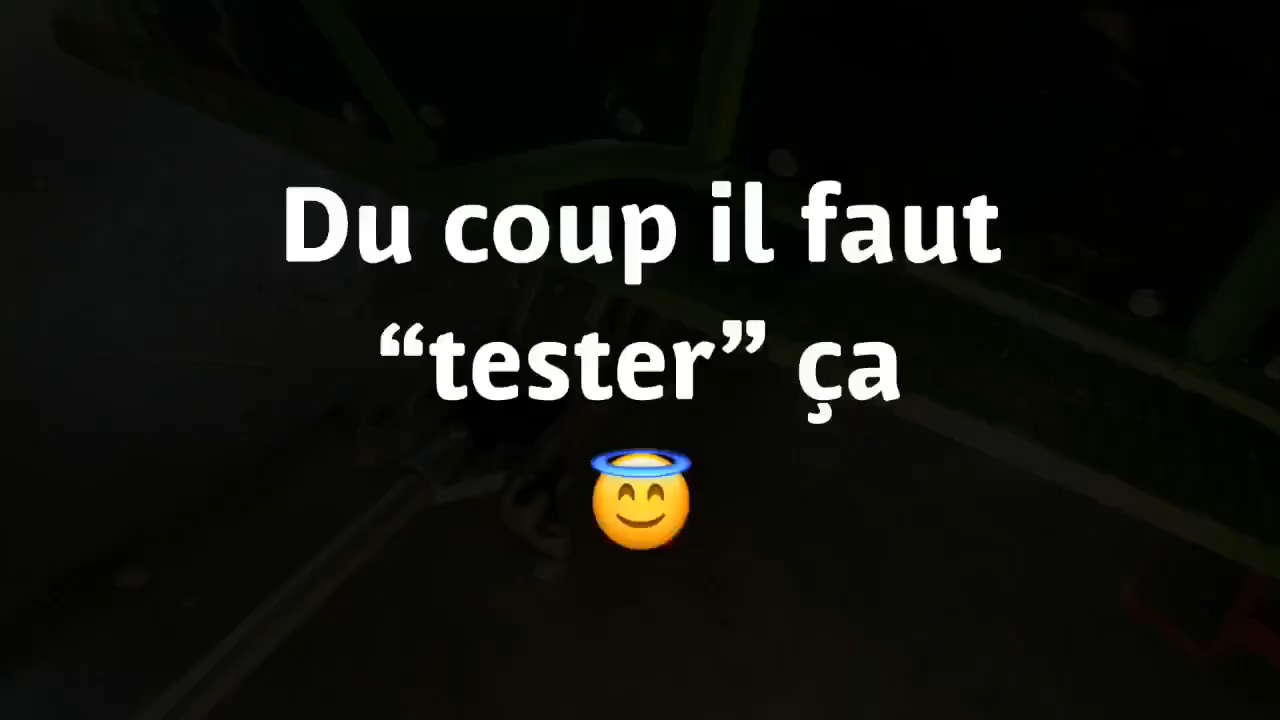 Du coup il faut
“tester” ça
😇